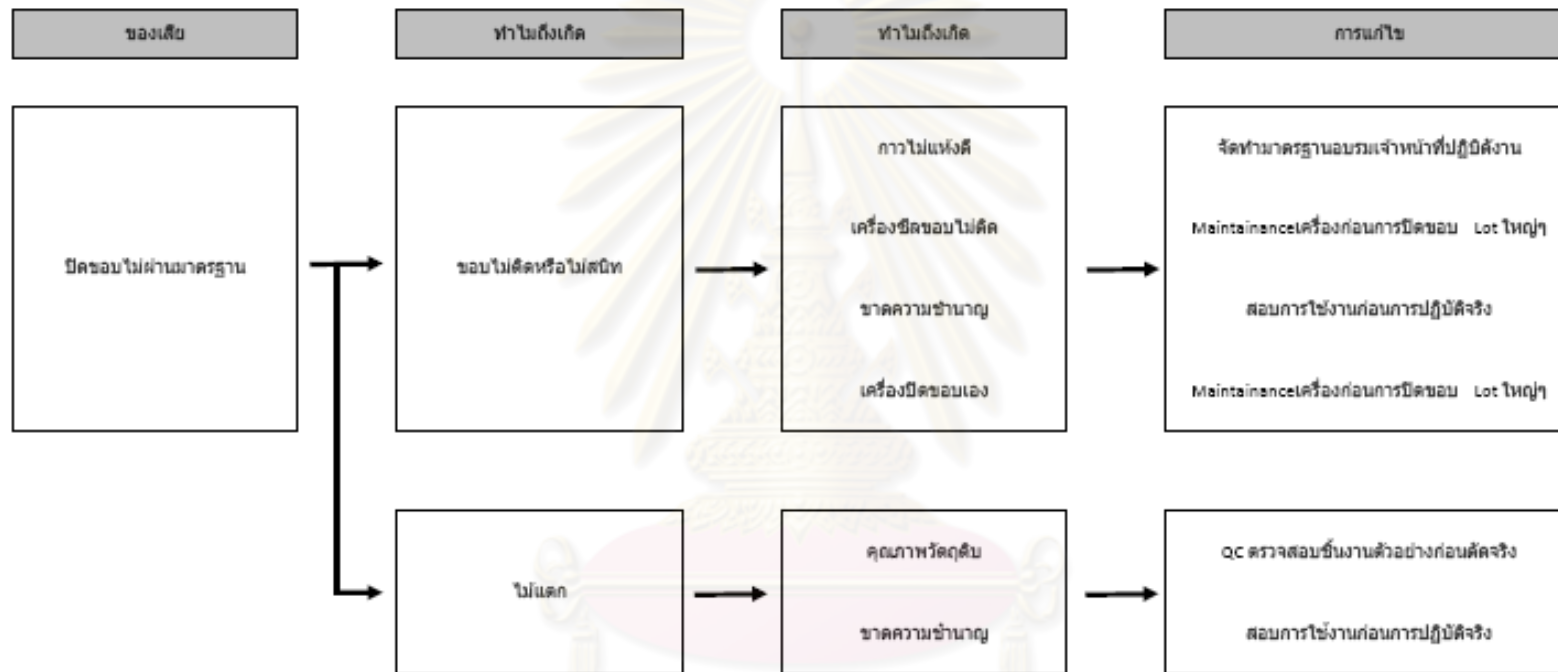 ของเสีย
ทำไมถึงเกิด
ทำไมถึงเกิด
การแก้ไข
ปิดขอบไม่ผ่านมาตรฐาน
ขอบไม่ติดหรือไม่สนิท
กาวไม่แห้งดี
เครื่องซีลขอบไม่ติด
ขาดความชำนาญ
เครื่องปิดขอบเอง
จัดทำมาตรฐานอบรมเจ้าหน้าที่ปฏิบัติงาน
Maintainanceเครื่องก่อนการปิดขอบ Lot ใหญ่ๆ
สอบการใช้งานก่อนการปฏิบัติจริง
Maintainanceเครื่องก่อนการปิดขอบ Lot ใหญ่ๆ
ไม้แตก
คุณภาพวัตถุดิบ
ขาดความชำนาญ
QC ตรวจสอบชิ้นงานตัวอย่างก่อนตัดจริง
สอบการใช้งานก่อนการปฏิบัติจริง